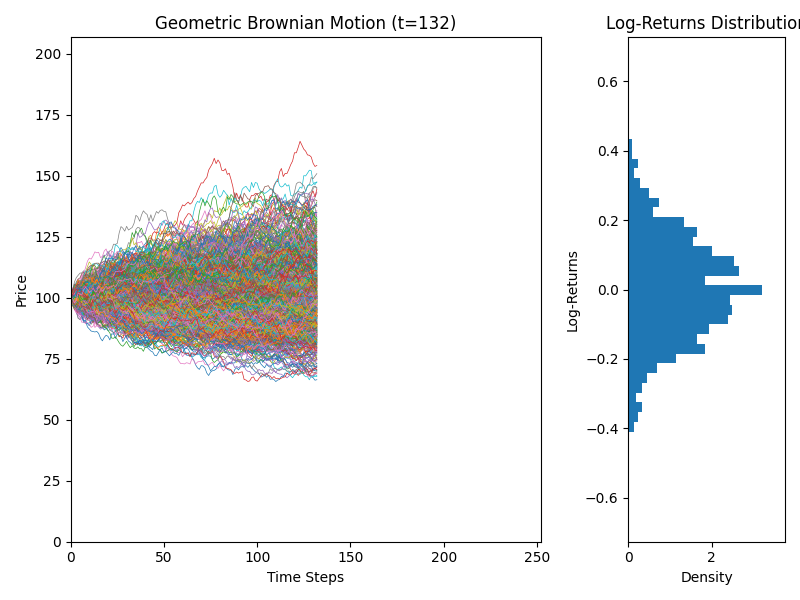 Geometric Brownian Motion (t=132)
Price
200
175
150
125
100
75
50
25
0
0 50 100 150 200 250
Time Steps
Log-Returns Distribution
Log-Returns
0.6
0.4
0.2
0.0
−0.2
−0.4
−0.6
0 2
Density